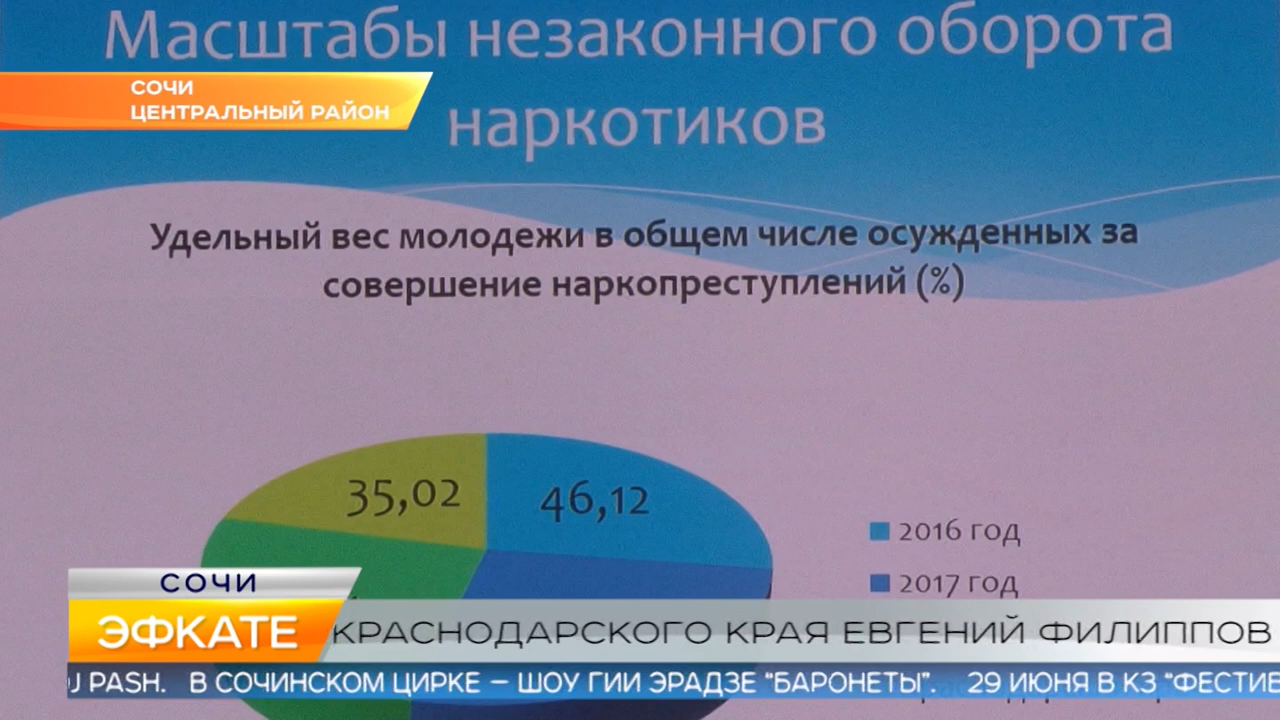 Масштабы незаконного оборота
СОЧИ
ЦЕНТРАЛЬНЫЙ РАЙОН
наркотиков
Удельный вес молодежи в общем числе осужденных за
совершение наркопреступлений (%)
35,02
46,12
2016 год
2017 год
СОЧИ
ЭФКАТЕ
КРАСНОДАРСКОГО КРАЯ ЕВГЕНИЙ ФИЛИППОВ
PASH. В СОЧИНСКОМ ЦИРКЕ – ШОУ ГИИ ЭРАДЗЕ "БАРОНЕТЫ". 29 ИЮНЯ В КЗ "ФЕСТИВ